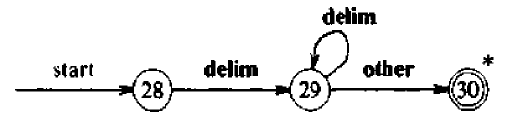 delim
start delim other *
28 29 30